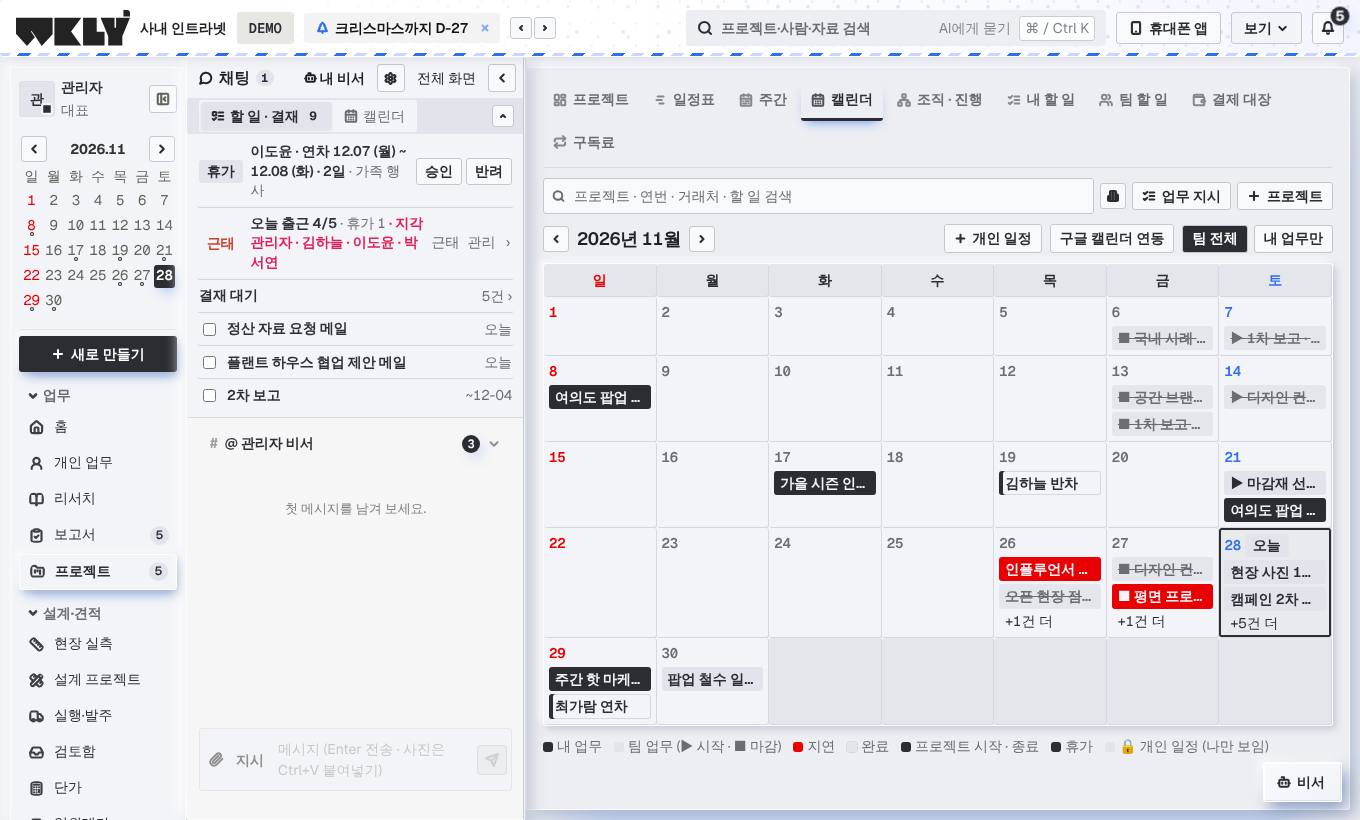 WKLY 사내 인트라넷 DEMO 크리스마스까지 D-27 × ‹ › 프로젝트·사람·자료 검색 AI에게 묻기 ⌘ / Ctrl K 휴대폰 앱 보기 5
관 관리자
대표
2026.11
일 월 화 수 목 금 토
1 2 3 4 5 6 7
8 9 10 11 12 13 14
15 16 17 18 19 20 21
22 23 24 25 26 27 28
29 30
+ 새로 만들기
업무
홈
개인 업무
리서치
보고서 5
프로젝트 5
설계·견적
현장 실측
설계 프로젝트
실행·발주
검토함
단가
채팅 1 내 비서 전체 화면
할 일 · 결재 9 캘린더
휴가 이도윤 · 연차 12.07 (월) ~
12.08 (화) · 2일 · 가족 행
사
승인 반려
근태 오늘 출근 4/5 · 휴가 1 · 지각
관리자 · 김하늘 · 이도윤 · 박
서연
근태 관리 ›
결재 대기 5건 ›
정산 자료 요청 메일 오늘
플랜트 하우스 협업 제안 메일 오늘
2차 보고 ~12-04
# @ 관리자 비서 3
첫 메시지를 남겨 보세요.
지시 메시지 (Enter 전송 · 사진은
Ctrl+V 붙여넣기)
프로젝트 일정표 주간 캘린더 조직 · 진행 내 할 일 팀 할 일 결제 대장
구독료
프로젝트 · 연번 · 거래처 · 할 일 검색 업무 지시 + 프로젝트
2026년 11월 + 개인 일정 구글 캘린더 연동 팀 전체 내 업무만
일 월 화 수 목 금 토
1 2 3 4 5 6 7
■ 국내 사례 ... ▶ 1차 보고 · ...
8 9 10 11 12 13 14
여의도 팝업 ... ■ 공간 브랜... ▶ 디자인 컨...
■ 1차 보고 ...
15 16 17 18 19 20 21
가을 시즌 인... 김하늘 반차 ▶ 마감재 선...
여의도 팝업 ...
22 23 24 25 26 27 28 오늘
인플루언서 ... ■ 디자인 컨... 현장 사진 1...
오픈 현장 점... ■ 평면 프로... 캠페인 2차 ...
+1건 더 +1건 더 +5건 더
29 30
주간 핫 마케... 팝업 철수 일...
최가람 연차
내 업무 팀 업무 (▶ 시작 · ■ 마감) 지연 완료 프로젝트 시작 · 종료 휴가 🔒 개인 일정 (나만 보임)
비서